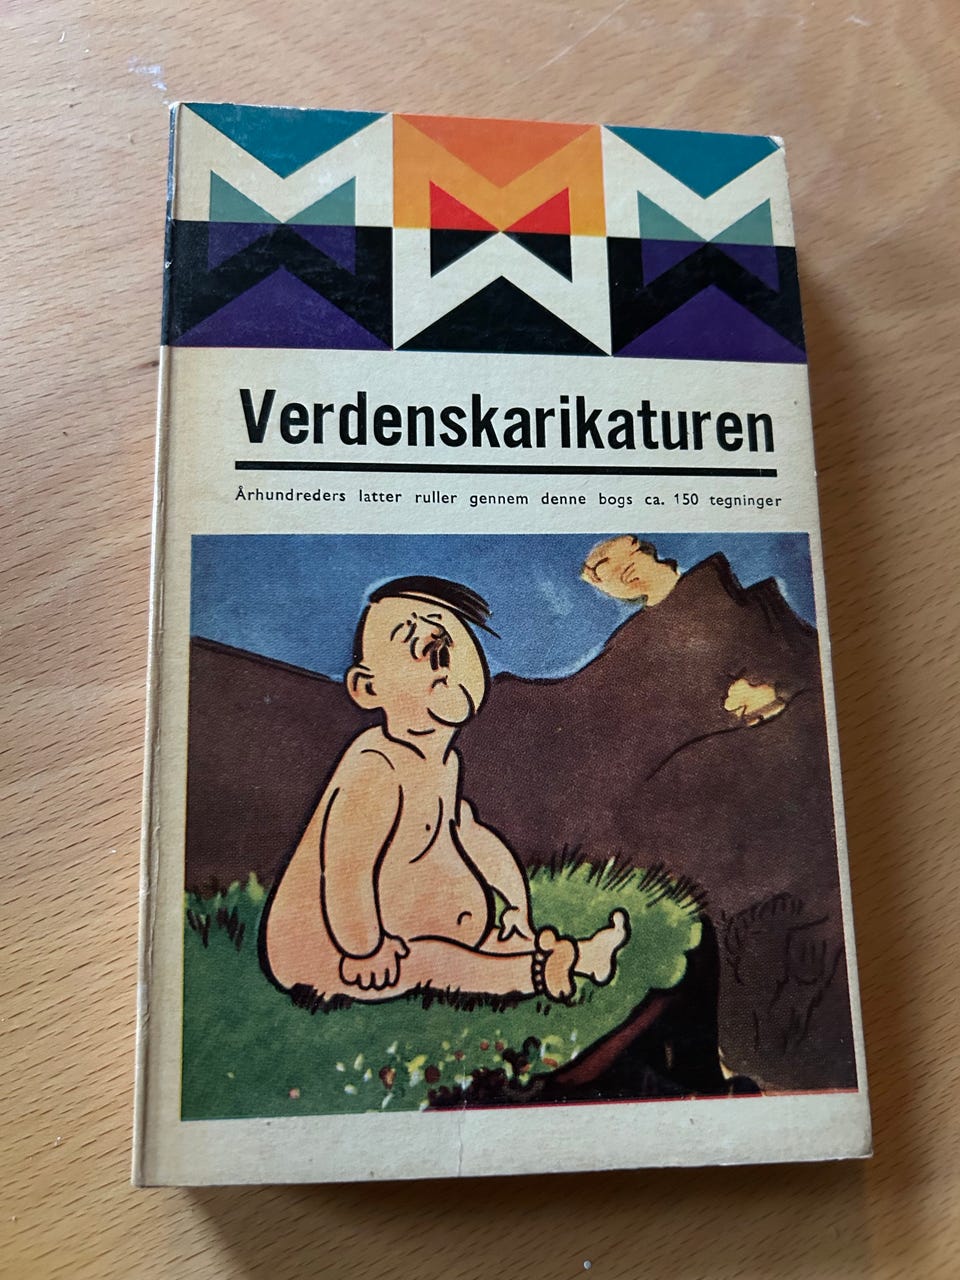 Verdenskarikaturen
Århundreders latter ruller gennem denne bogs ca. 150 tegninger